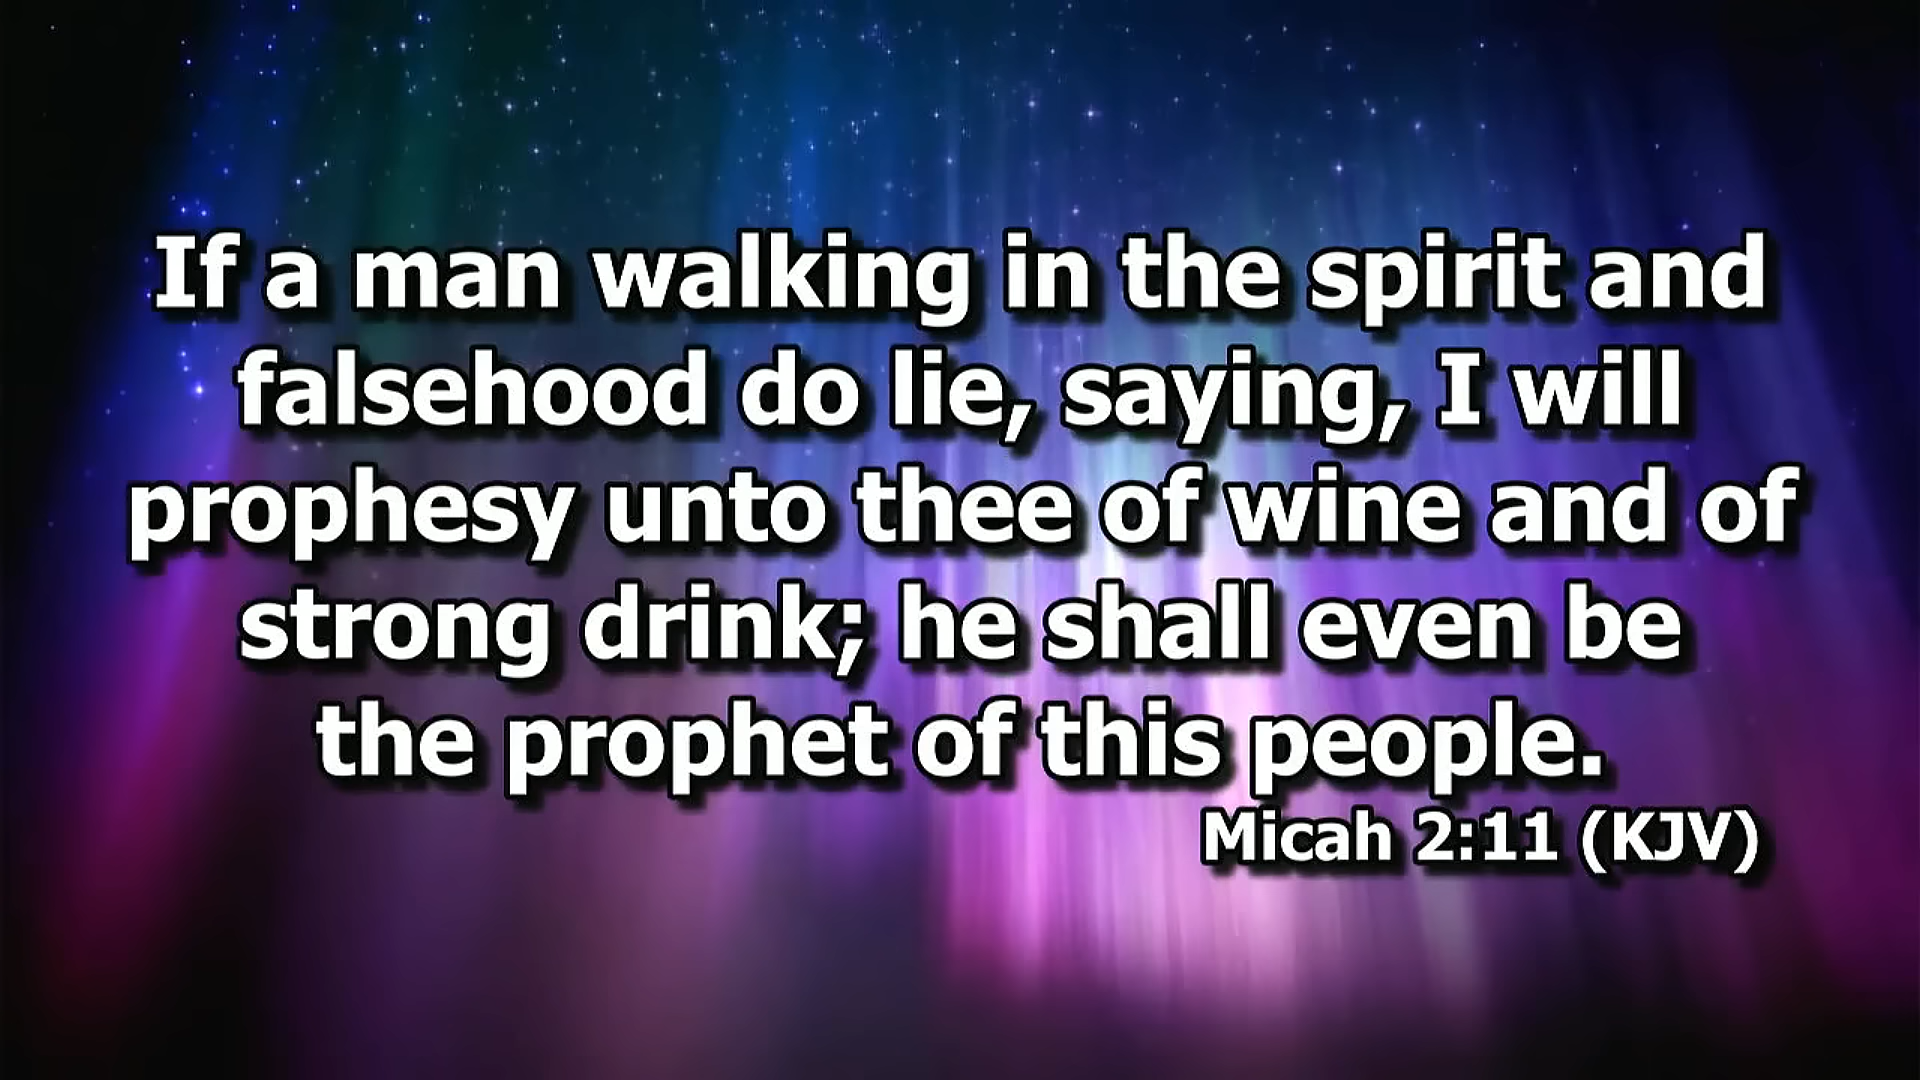 If a man walking in the spirit and
falsehood do lie, saying, I will
prophesy unto thee of wine and of
strong drink; he shall even be
the prophet of this people.
Micah 2:11 (KJV)